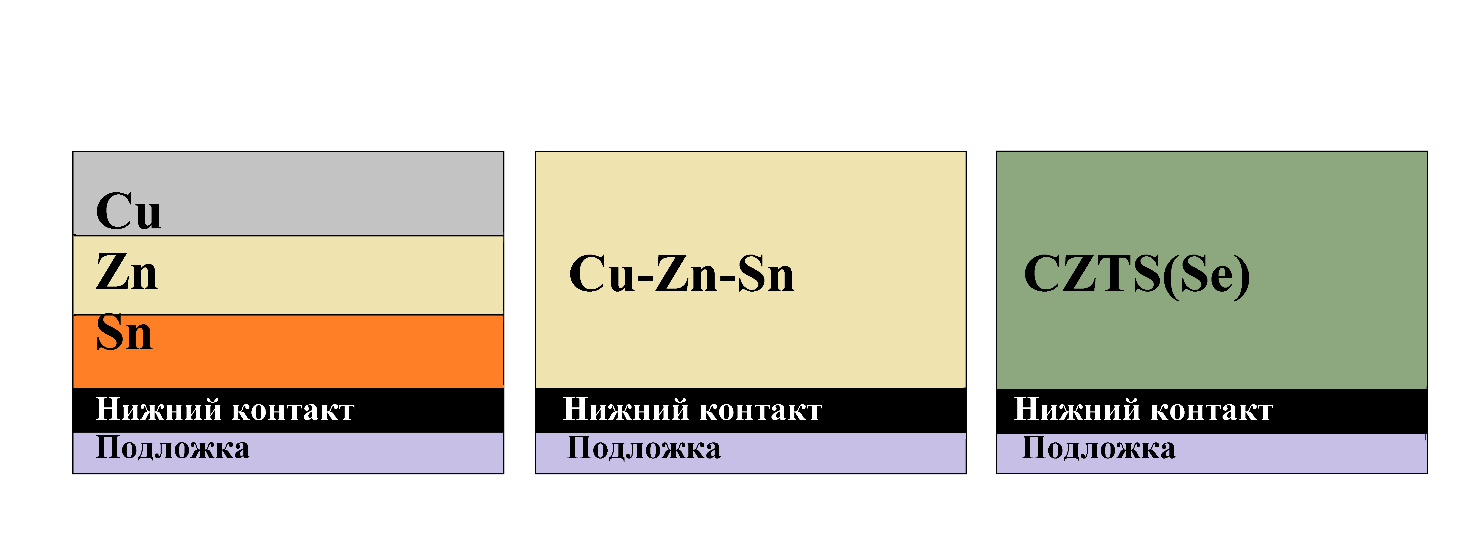 Cu
Zn
Sn
Нижний контакт
Подложка
Cu-Zn-Sn
Нижний контакт
Подложка
CZTS(Se)
Нижний контакт
Подложка